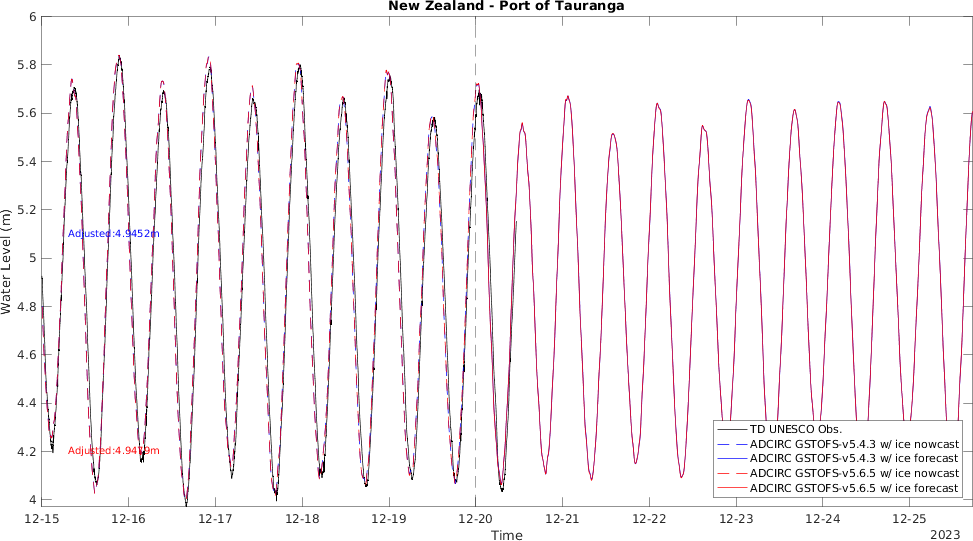 New Zealand - Port of Tauranga
6
5.8
5.6
5.4
5.2
5
4.8
4.6
4.4
4.2
4
Water Level (m)
Adjusted:4.9452m
Adjusted:4.9479m
TD UNESCO Obs.
ADCIRC GSTOFS-v5.4.3 w/ ice nowcast
ADCIRC GSTOFS-v5.4.3 w/ ice forecast
ADCIRC GSTOFS-v5.6.5 w/ ice nowcast
ADCIRC GSTOFS-v5.6.5 w/ ice forecast
12-15 12-16 12-17 12-18 12-19 12-20 12-21 12-22 12-23 12-24 12-25
Time
2023